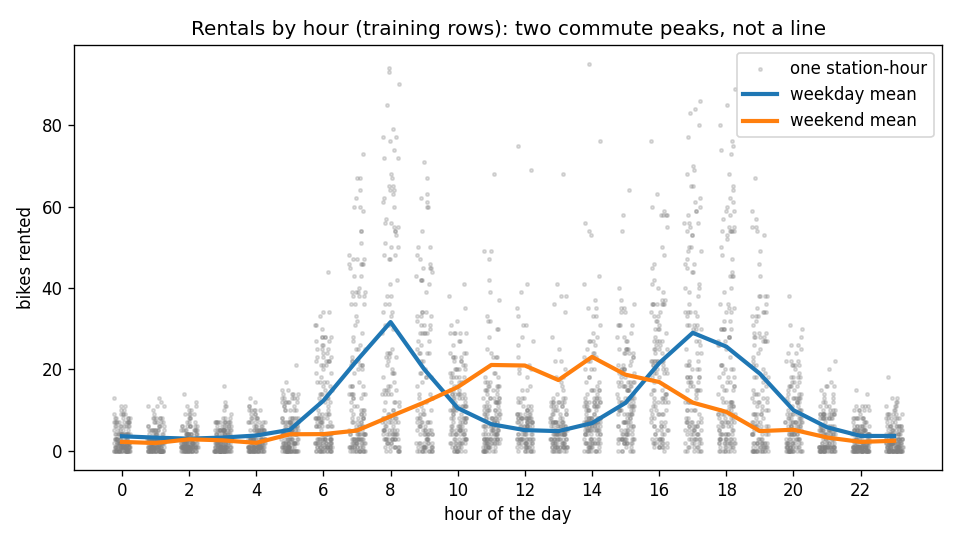 Rentals by hour (training rows): two commute peaks, not a line
one station-hour
weekday mean
weekend mean
bikes rented
80
60
40
20
0
0 2 4 6 8 10 12 14 16 18 20 22
hour of the day